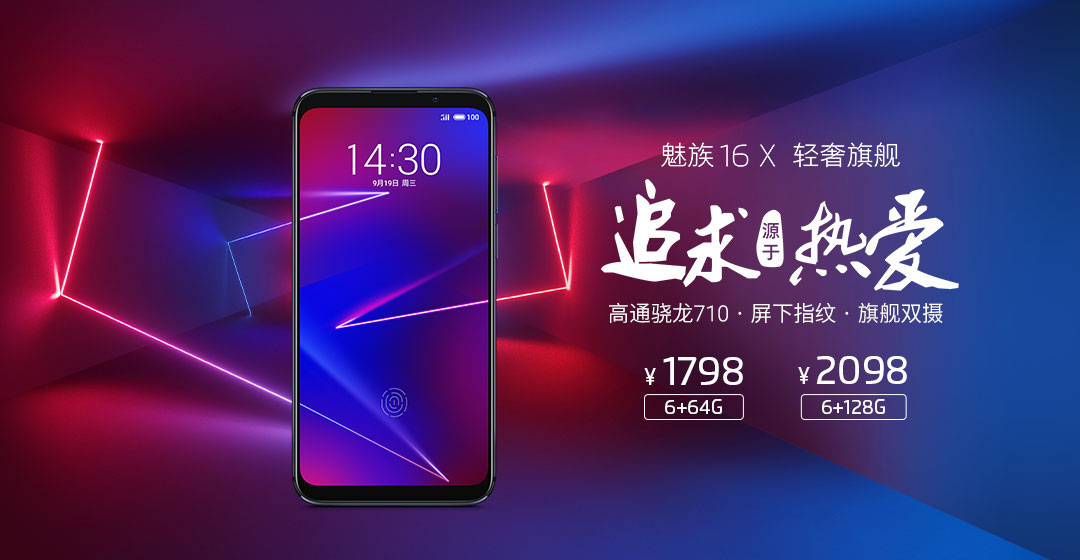 100
14:30
9月19日 周三
魅族 16 X 轻奢旗舰
追求源于热爱
高通骁龙710 · 屏下指纹 · 旗舰双摄
¥ 1798 ¥ 2098
6+64G 6+128G